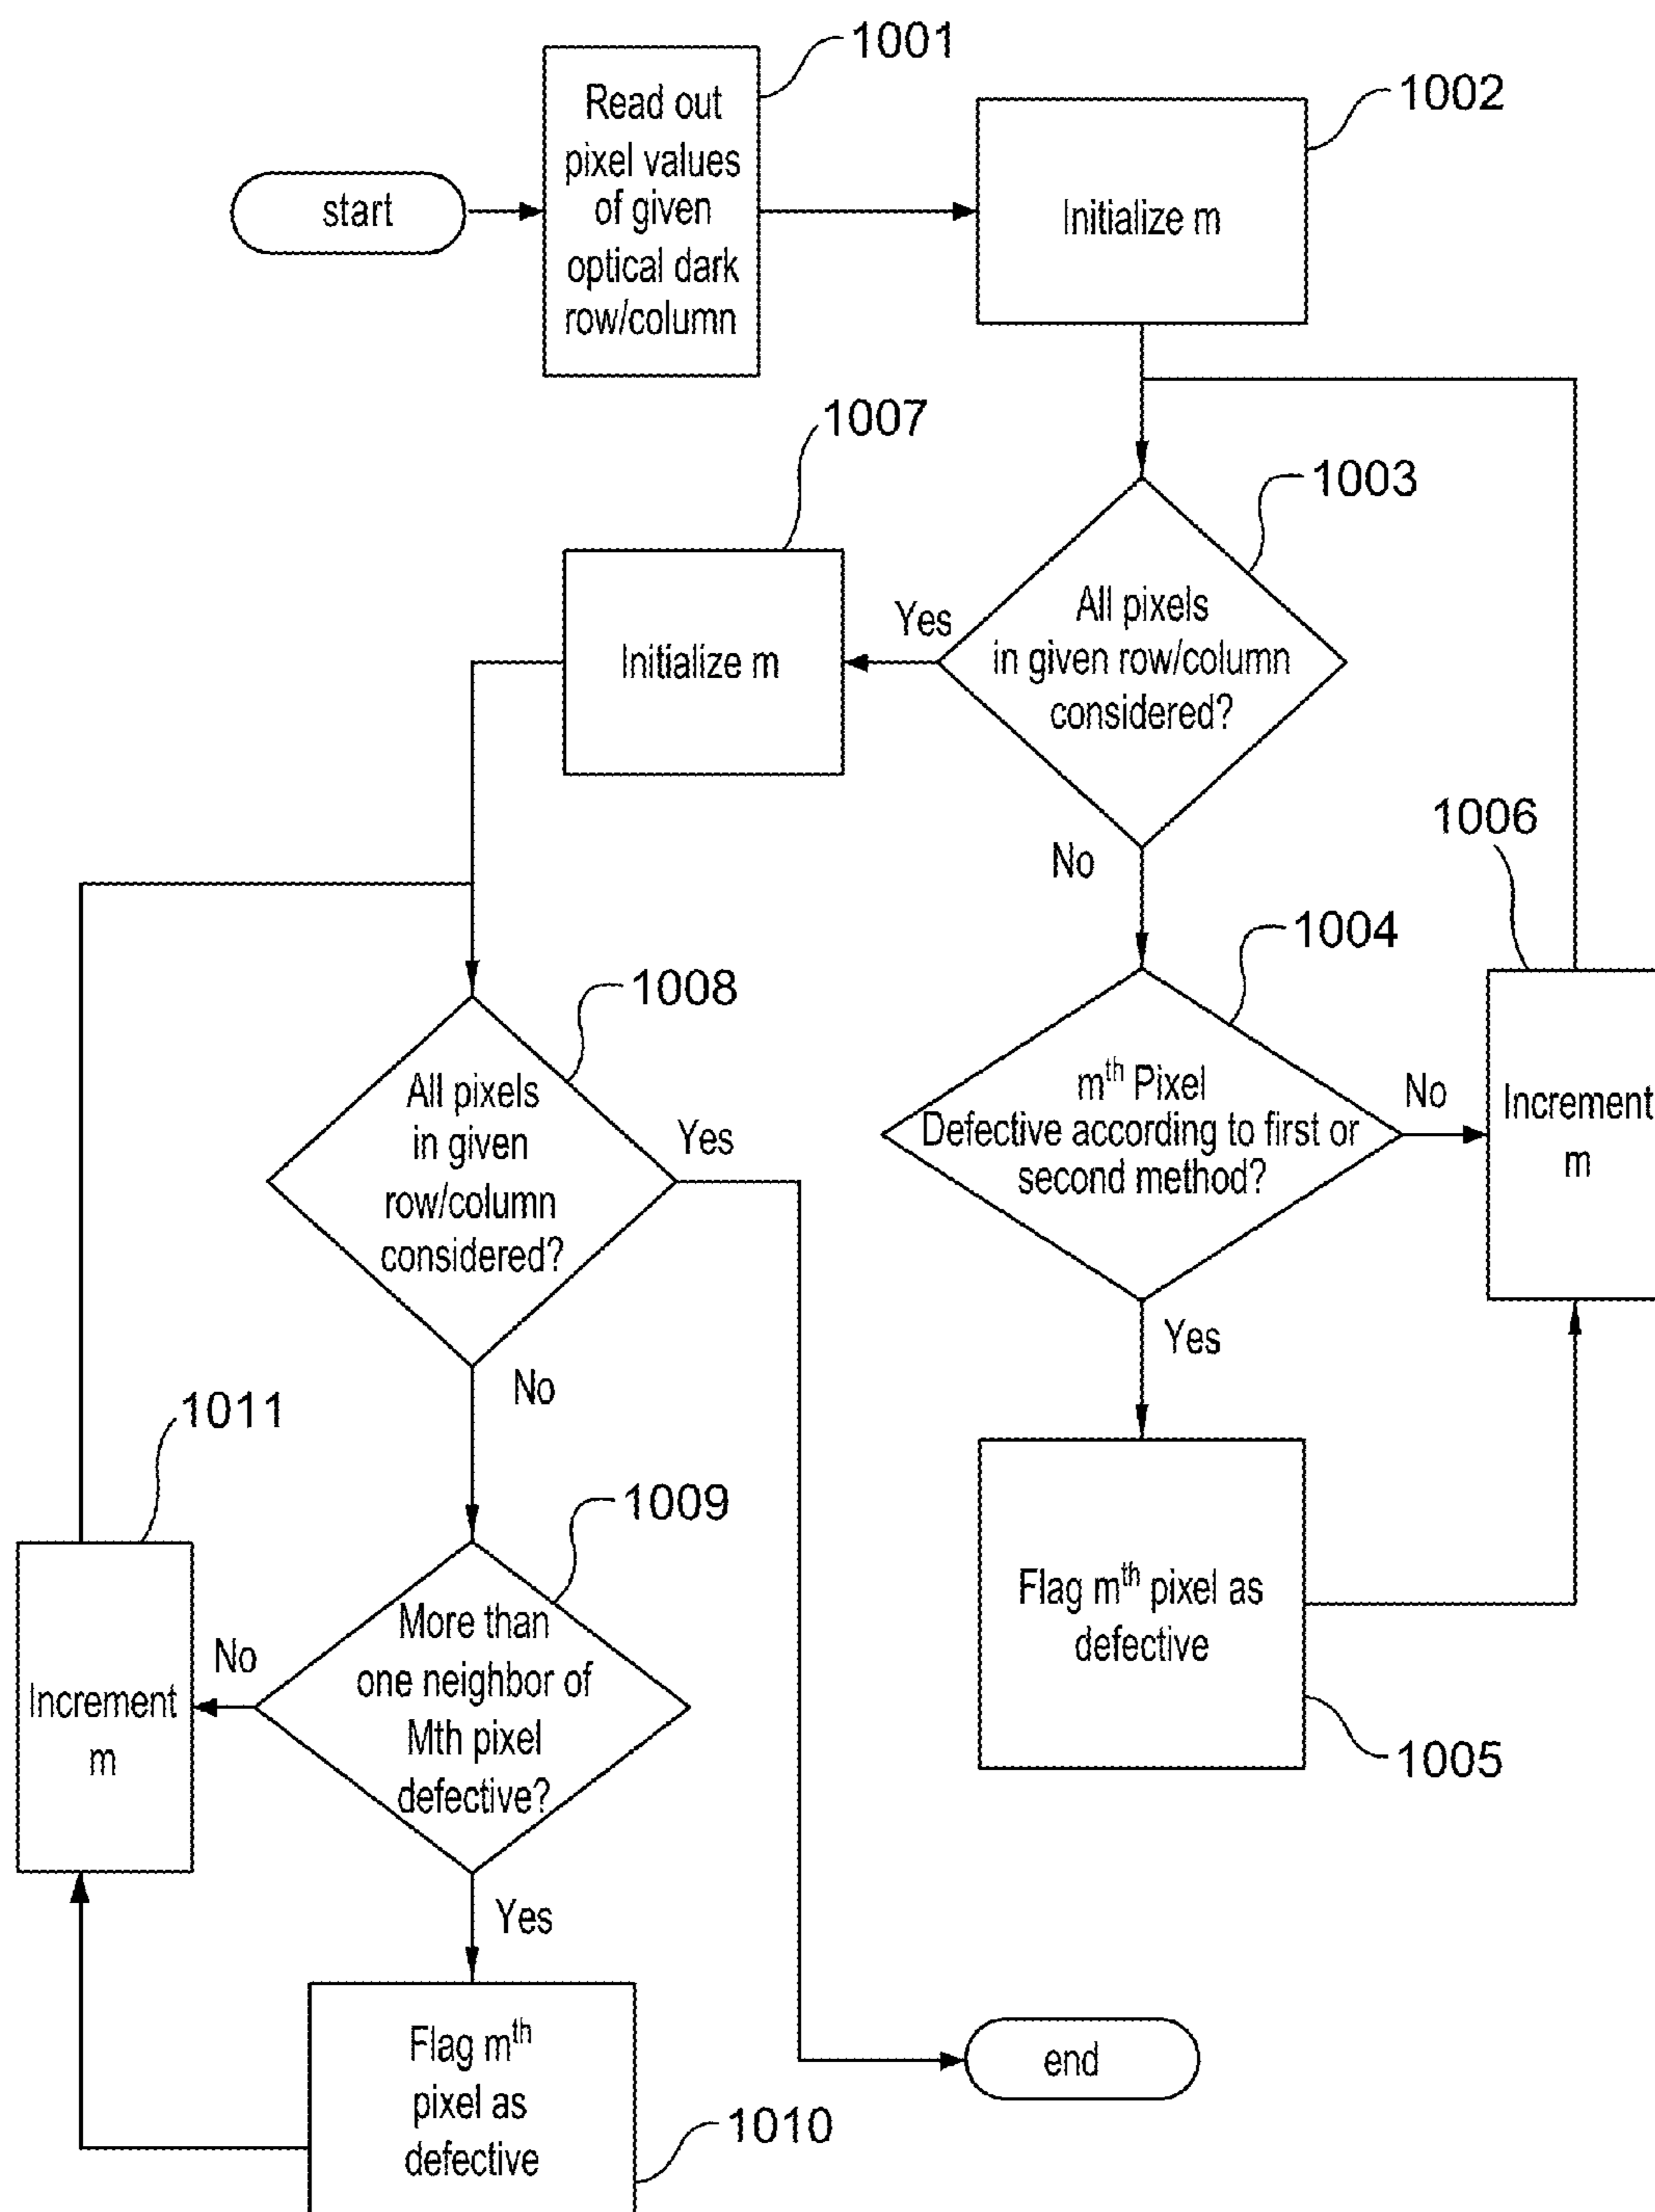 1001
Read out
pixel values
of given
optical dark
row/column
1002
Initialize m
start
1007
Initialize m
1003
Yes
All pixels
in given row/column
considered?
No
1006
Increment
m
1004
mth Pixel
Defective according to first or
second method?
No
Yes
1008
All pixels
in given
row/column
considered?
Yes
No
Flag mth pixel as
defective
1005
1011
Increment
m
No
1009
More than
one neighbor of
Mth pixel
defective?
Yes
Flag mth
pixel as
defective
1010
end